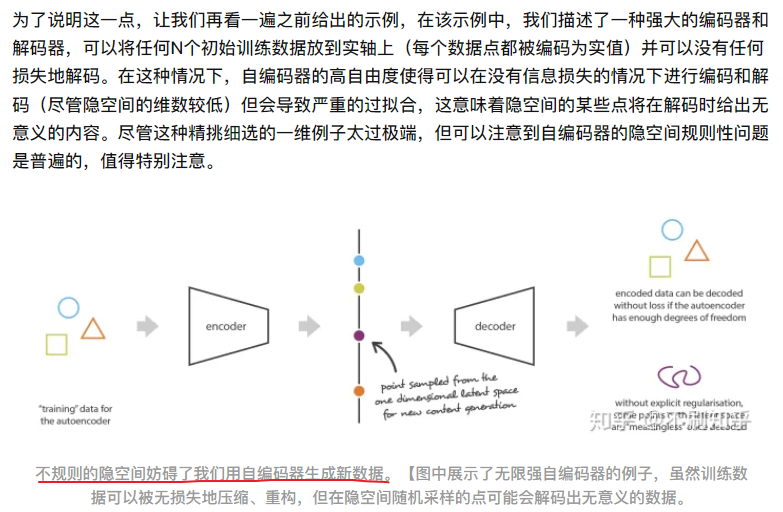 为了说明这一点，让我们再看一遍之前给出的示例，在该示例中，我们描述了一种强大的编码器和
解码器，可以将任何N个初始训练数据放到实轴上（每个数据点都被编码为实值）并可以没有任何
损失地解码。在这种情况下，自编码器的高自由度使得可以在没有信息损失的情况下进行编码和解
码（尽管隐空间的维数较低）但会导致严重的过拟合，这意味着隐空间的某些点将在解码时给出无
意义的内容。尽管这种精挑细选的一维例子太过极端，但可以注意到自编码器的隐空间规则性问题
是普遍的，值得特别注意。
encoder
decoder
"training" data for
the autoencoder
point sampled from the
one dimensional latent space
for new content generation
encoded data can be decoded
without loss if the autoencoder
has enough degrees of freedom
without explicit regularisation,
some points of the latent space
are "meaningless" once decoded
知乎
不规则的隐空间妨碍了我们用自编码器生成新数据。【图中展示了无限强自编码器的例子，虽然训练数
据可以被无损失地压缩、重构，但在隐空间随机采样的点可能会解码出无意义的数据。